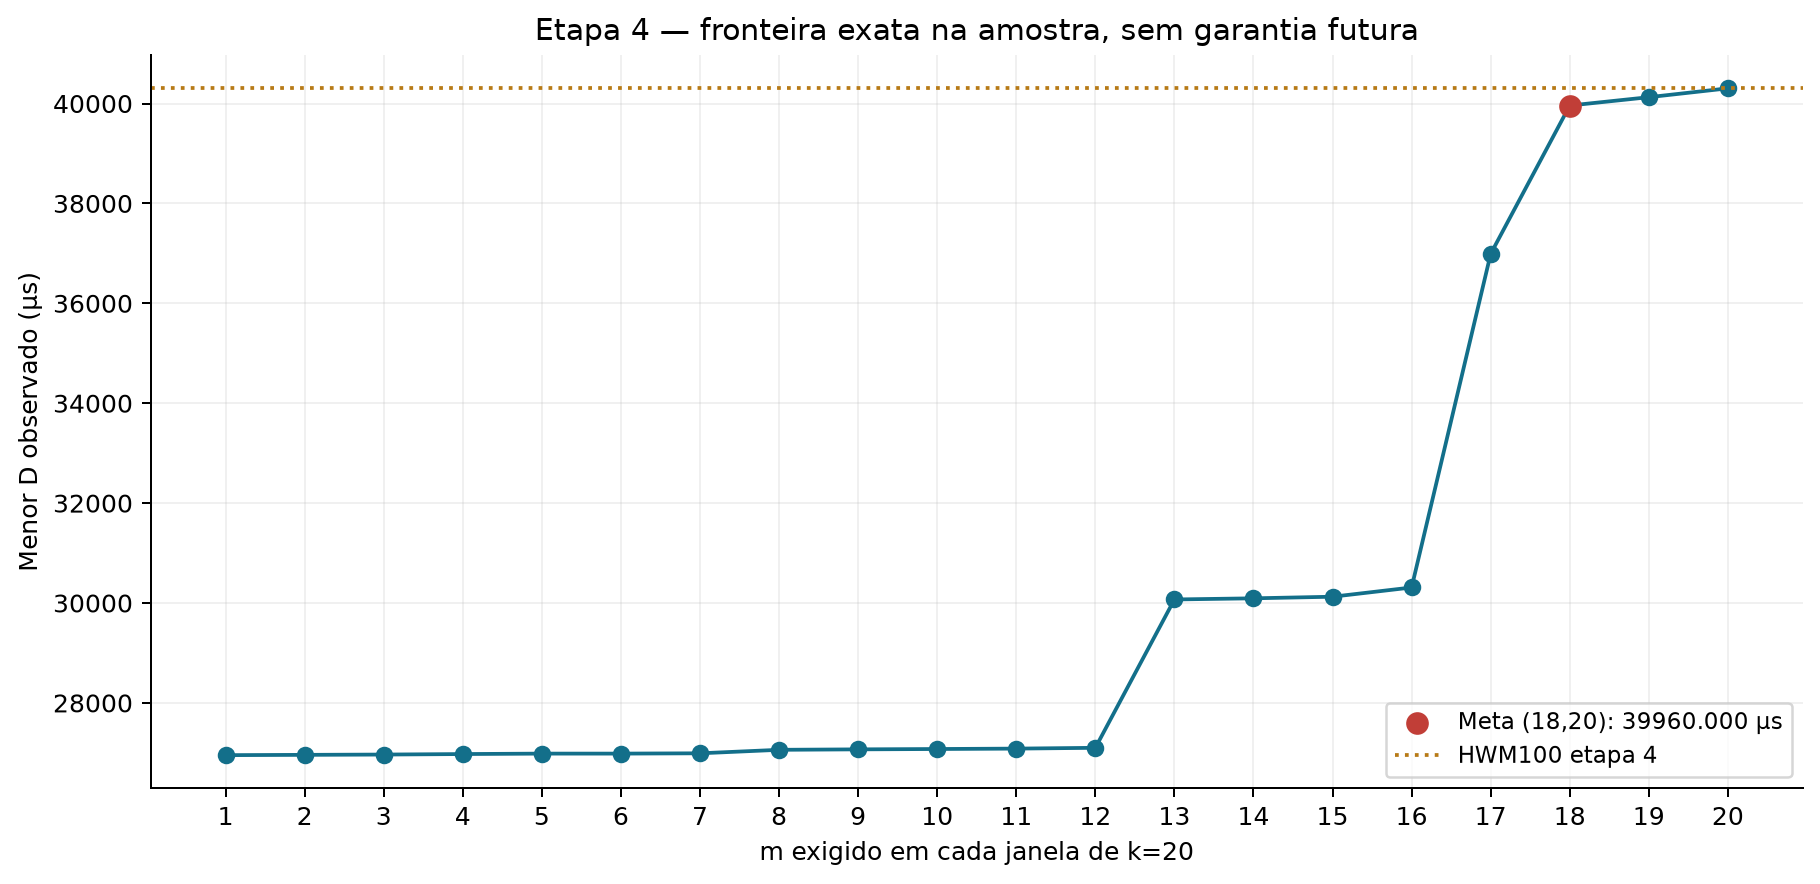 Etapa 4 — fronteira exata na amostra, sem garantia futura
Menor D observado (µs)
40000
38000
36000
34000
32000
30000
28000
Meta (18,20): 39960.000 µs
HWM100 etapa 4
1 2 3 4 5 6 7 8 9 10 11 12 13 14 15 16 17 18 19 20
m exigido em cada janela de k=20